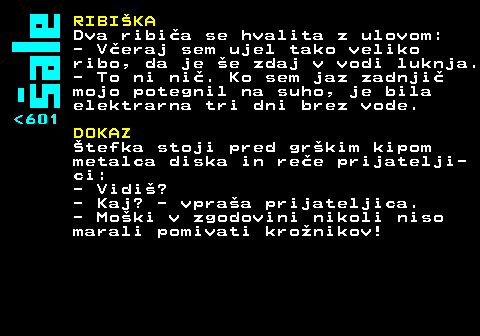 Šale
<601
RIBIŠKA
Dva ribiča se hvalita z ulovom:
- Včeraj sem ujel tako veliko
ribo, da je še zdaj v vodi luknja.
- To ni nič. Ko sem jaz zadnjič
mojo potegnil na suho, je bila
elektrarna tri dni brez vode.
DOKAZ
Štefka stoji pred grškim kipom
metalca diska in reče prijatelji-
ci:
- Vidiš?
- Kaj? - vpraša prijateljica.
- Moški v zgodovini nikoli niso
marali pomivati krožnikov!